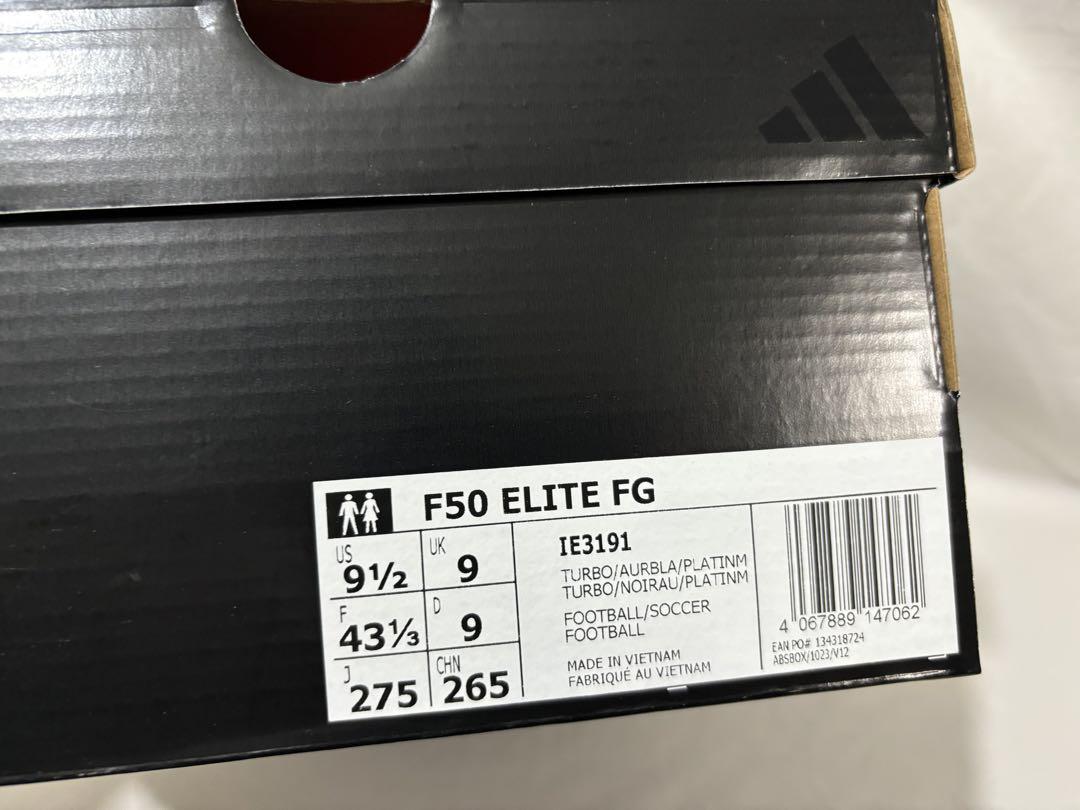 F50 ELITE FG
US 9½
UK 9
F 43⅓
D 9
J 275
CHN 265
IE3191
TURBO/AURBLA/PLATINM
TURBO/NOIRAU/PLATINM
FOOTBALL/SOCCER
FOOTBALL
MADE IN VIETNAM
FABRIQUÉ AU VIETNAM
4 067889 147062
EAN PO# 134318724
ABSBOX/1023/V12